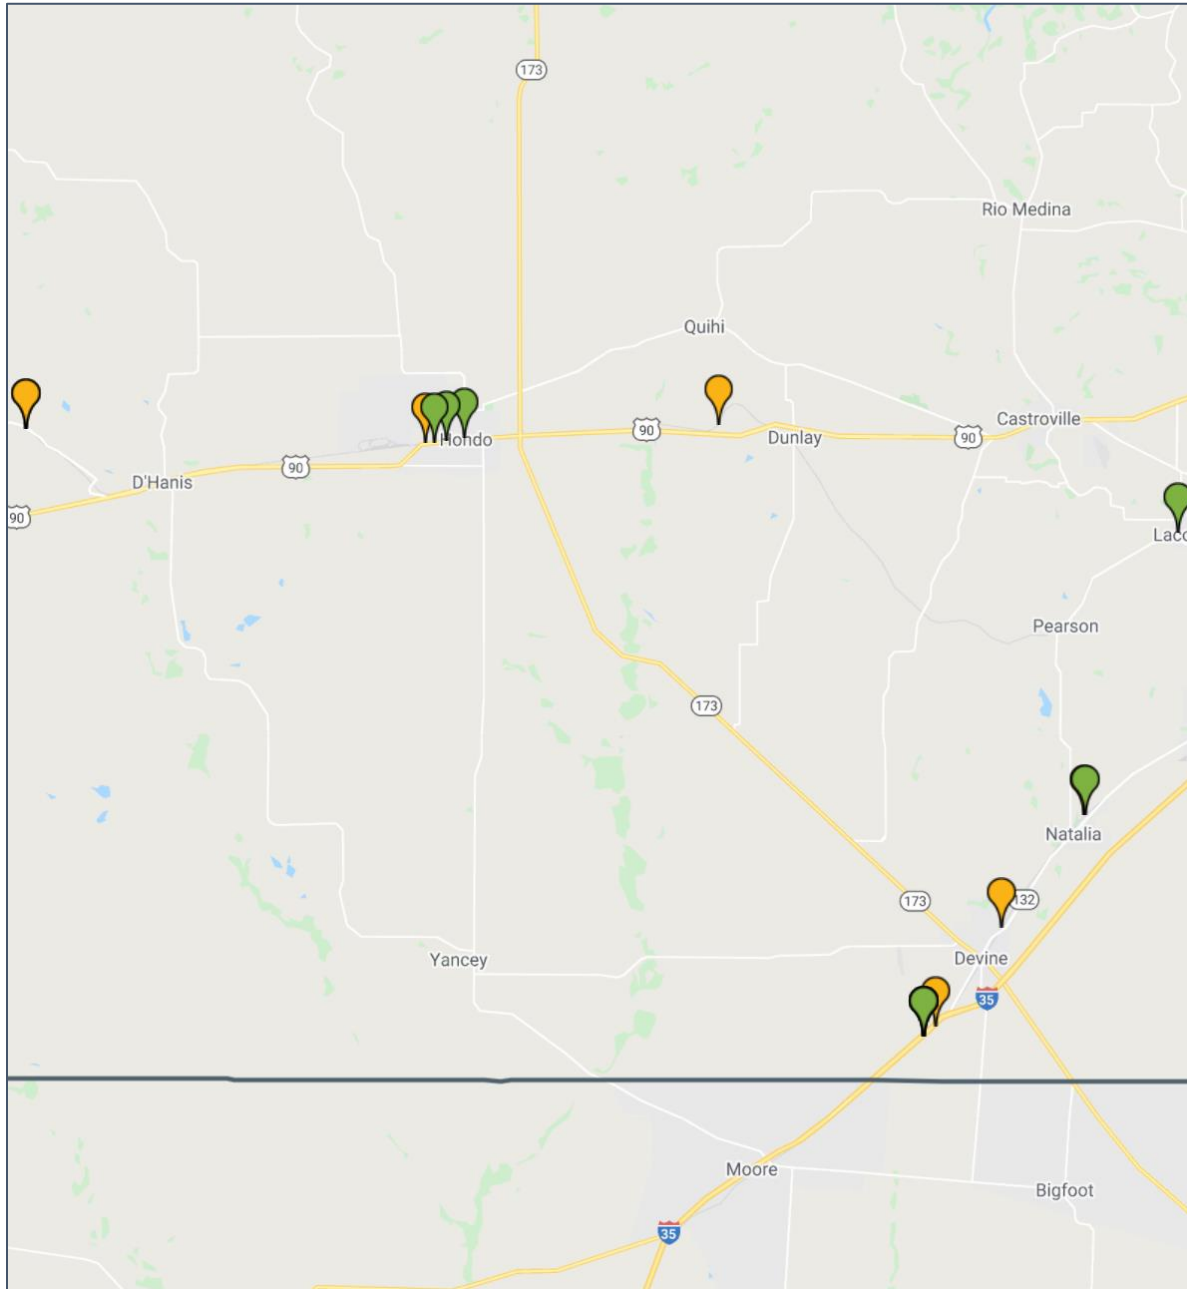 173
Rio Medina
Quihi
Castroville
90
90
Dunlay
Hondo
90
D'Hanis
90
Laco
Pearson
173
Natalia
173
132
Devine
Yancey
35
Moore
Bigfoot
35